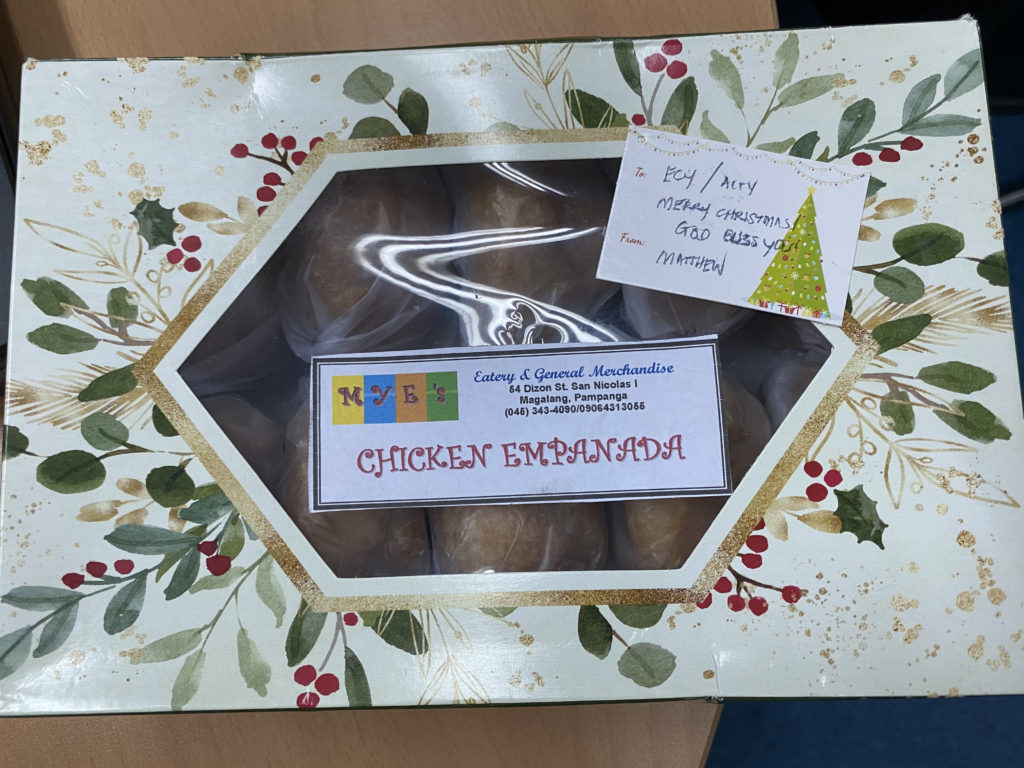 To: ECY / ALTY
MERRY CHRISTMAS!
GOD BLESS YOU
From:
MATTHEW
MYE's
Eatery & General Merchandise
54 Dizon St. San Nicolas I
Magalang, Pampanga
(045) 343-4090/09064313055
CHICKEN EMPANADA